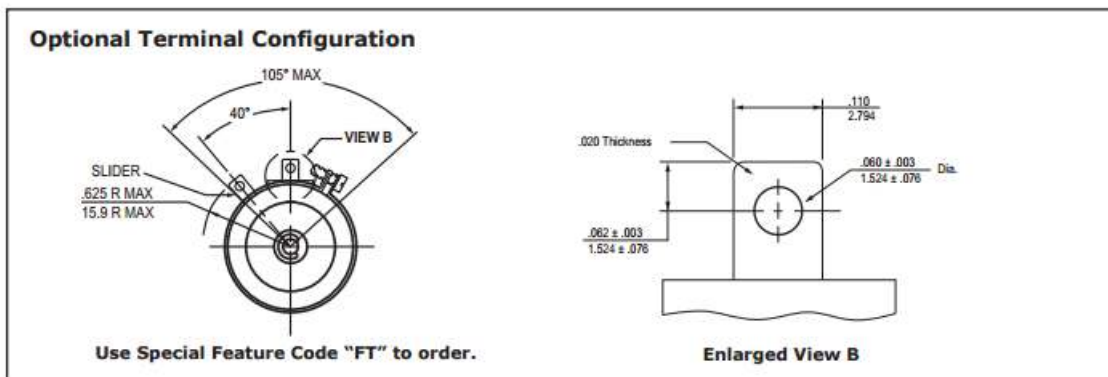 Optional Terminal Configuration
105° MAX
40°
VIEW B
SLIDER
.625 R MAX
15.9 R MAX
Use Special Feature Code “FT” to order.
.110
2.794
.020 Thickness
.060 ± .003
1.524 ± .076
Dia.
.062 ± .003
1.524 ± .076
Enlarged View B